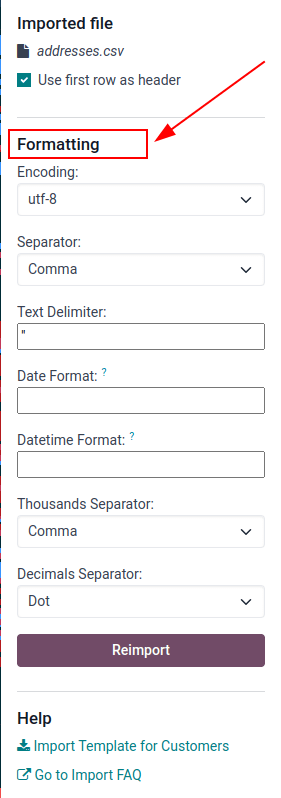 Imported file
addresses.csv
Use first row as header
Formatting
Encoding:
utf-8
Separator:
Comma
Text Delimiter:
"
Date Format: ?
Datetime Format: ?
Thousands Separator:
Comma
Decimals Separator:
Dot
Reimport
Help
Import Template for Customers
Go to Import FAQ